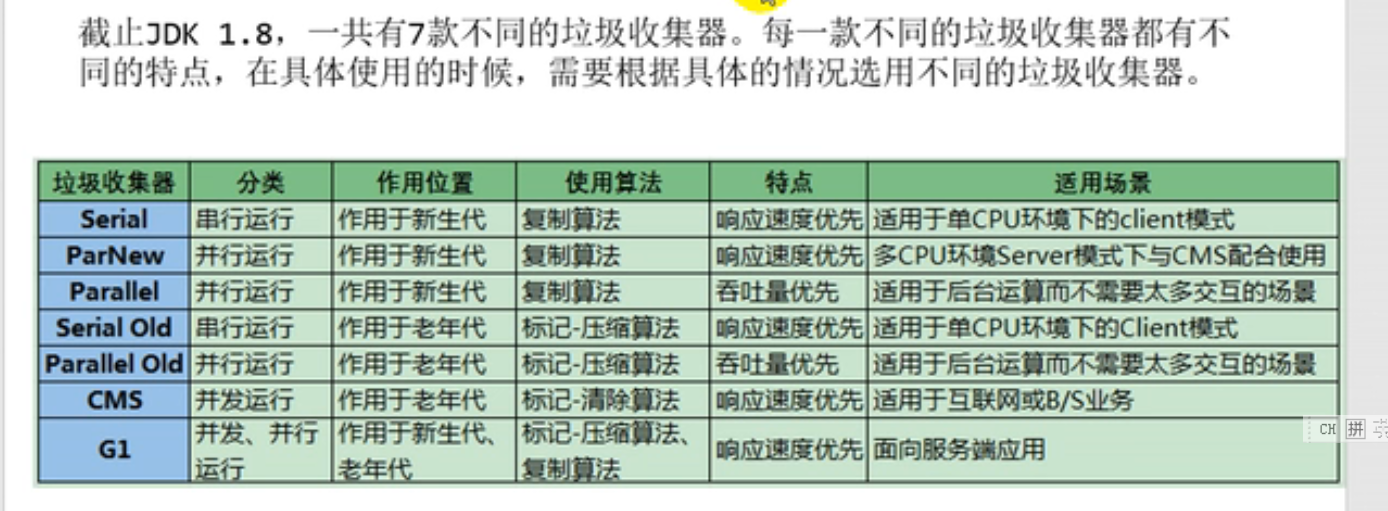 截止JDK 1.8，一共有7款不同的垃圾收集器。每一款不同的垃圾收集器都有不
同的特点，在具体使用的时候，需要根据具体的情况选用不同的垃圾收集器。
垃圾收集器 分类 作用位置 使用算法 特点 适用场景
Serial 串行运行 作用于新生代 复制算法 响应速度优先 适用于单CPU环境下的client模式
ParNew 并行运行 作用于新生代 复制算法 响应速度优先 多CPU环境Server模式下与CMS配合使用
Parallel 并行运行 作用于新生代 复制算法 吞吐量优先 适用于后台运算而不需要太多交互的场景
Serial Old 串行运行 作用于老年代 标记-压缩算法 响应速度优先 适用于单CPU环境下的Client模式
Parallel Old 并行运行 作用于老年代 标记-压缩算法 吞吐量优先 适用于后台运算而不需要太多交互的场景
CMS 并发运行 作用于老年代 标记-清除算法 响应速度优先 适用于互联网或B/S业务
G1 并发、并行 作用于新生代、 标记-压缩算法、 响应速度优先 面向服务端应用
运行 老年代 复制算法
CH 拼